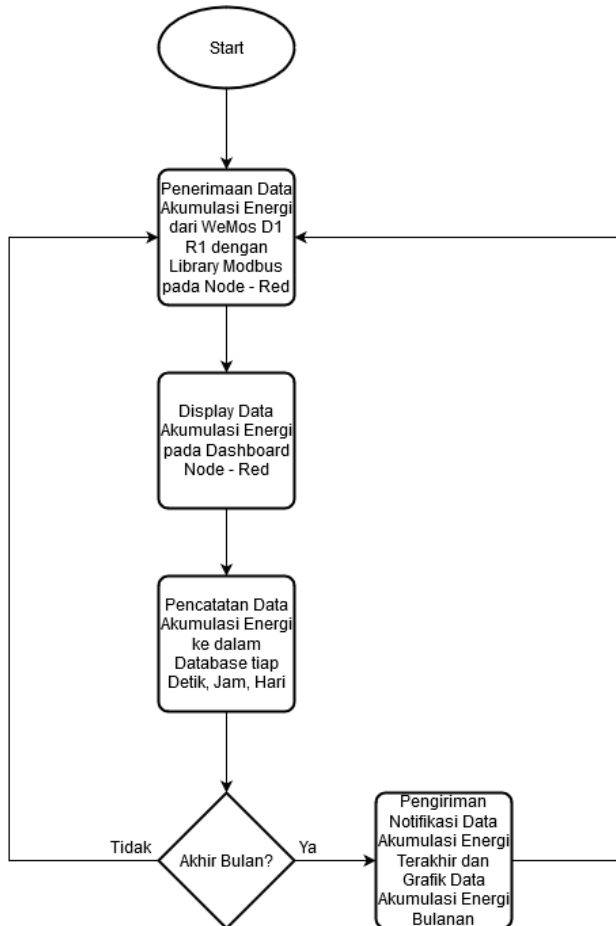 Start
Penerimaan Data
Akumulasi Energi
dari WeMos D1
R1 dengan
Library Modbus
pada Node - Red
Display Data
Akumulasi Energi
pada Dashboard
Node - Red
Pencatatan Data
Akumulasi Energi
ke dalam
Database tiap
Detik, Jam, Hari
Tidak
Akhir Bulan?
Ya
Pengiriman
Notifikasi Data
Akumulasi Energi
Terakhir dan
Grafik Data
Akumulasi Energi
Bulanan